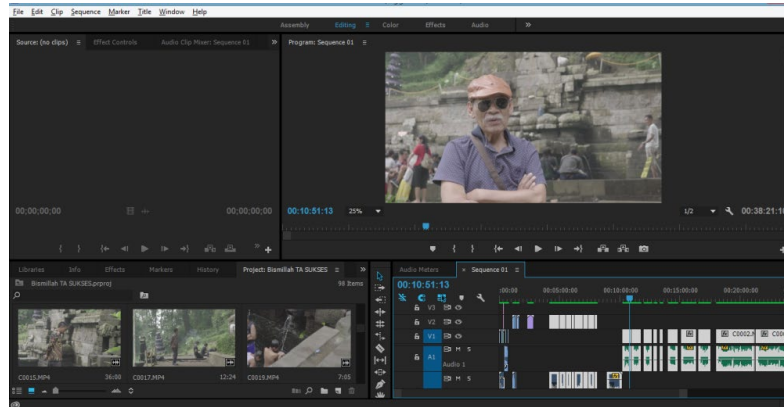 File Edit Clip Sequence Marker Title Window Help
Assembly Editing Color Effects Audio
Source: (no clips) Effect Controls Audio Clip Mixer: Sequence 01
Program: Sequence 01
00;00;00;00 00;00;00;00
00:10:51:13 25% 1/2 00:38:21:10
Libraries Info Effects Markers History Project: Bismillah TA SUKSES
Bismillah TA SUKSES.prproj 98 Items
C0015.MP4 36:00 C0017.MP4 12:24 C0019.MP4 7:05
Audio Meters × Sequence 01
00:10:51:13
:00:00 00:05:00:00 00:10:00:00 00:15:00:00 00:20:00:00
V3
V2
V1 C0002.
A1 M S
Audio 1
M S